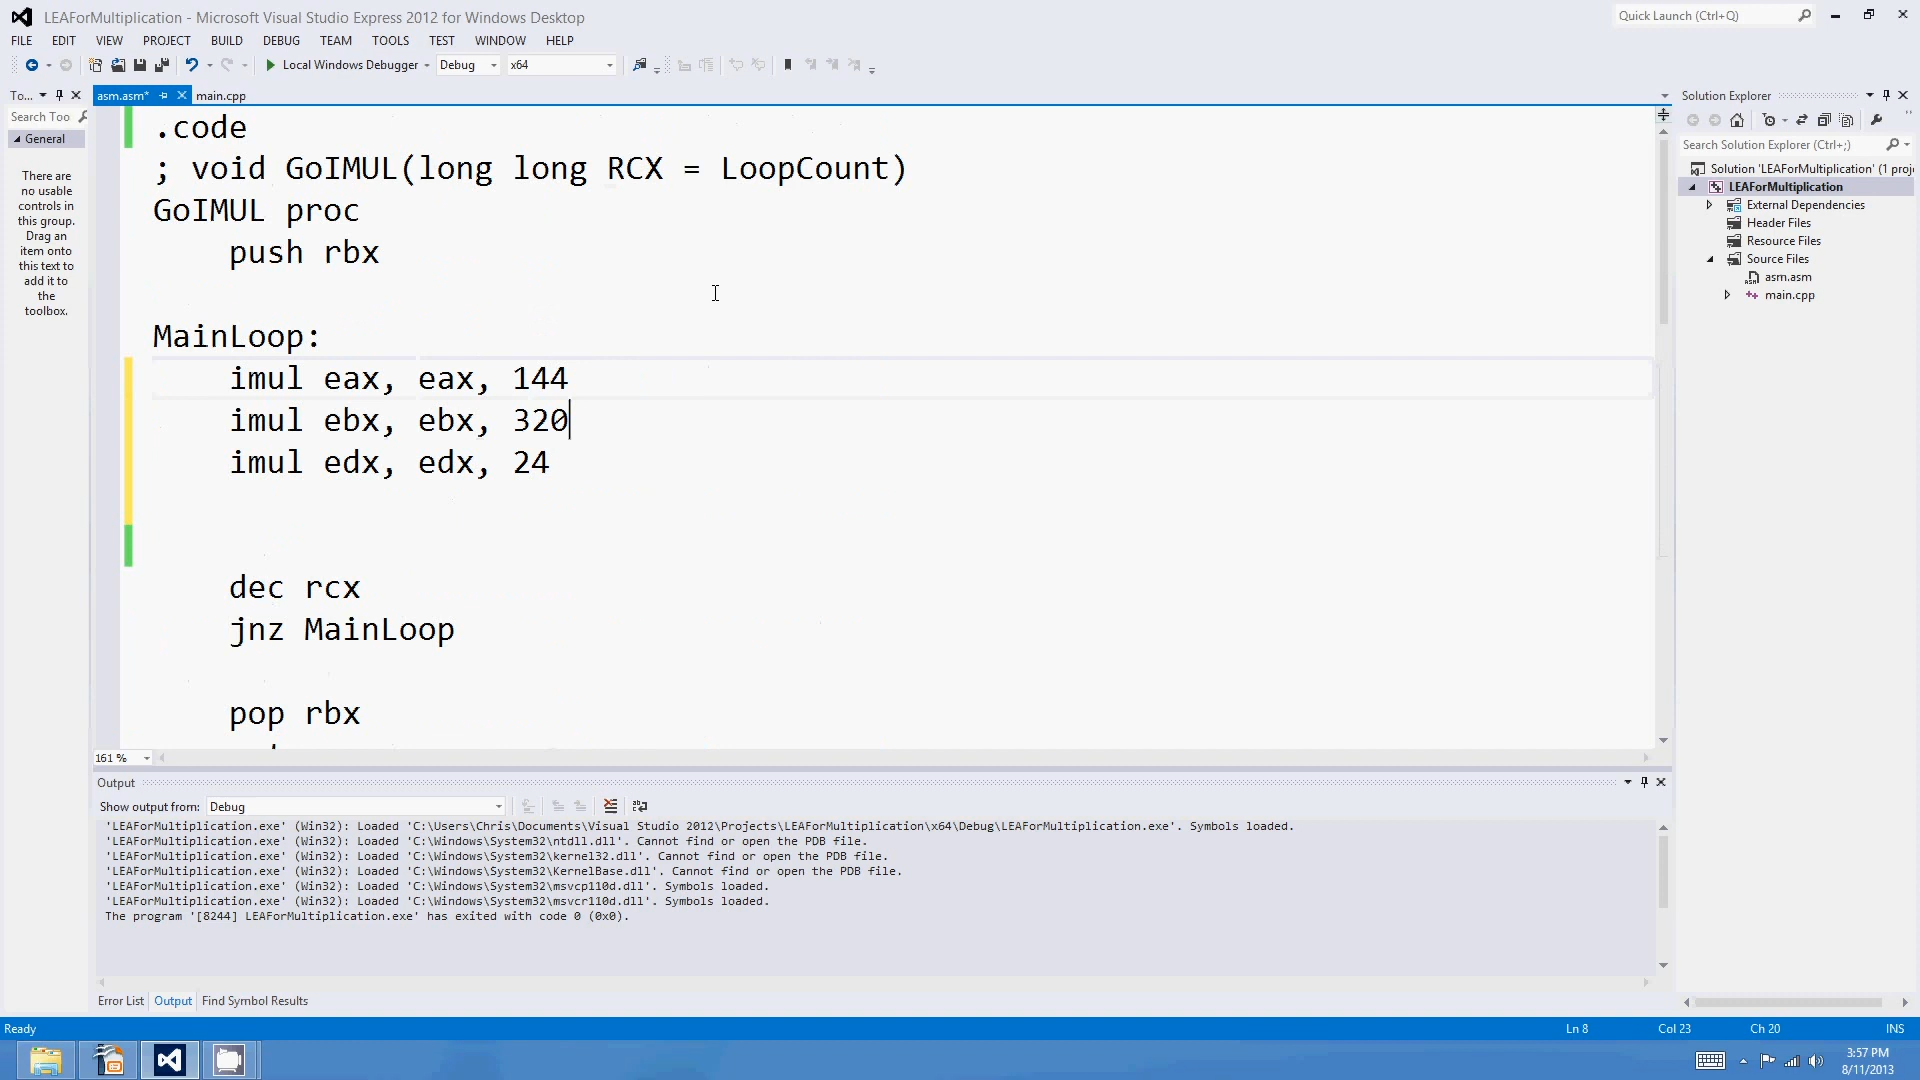 LEAForMultiplication - Microsoft Visual Studio Express 2012 for Windows Desktop
Quick Launch (Ctrl+Q)
FILE EDIT VIEW PROJECT BUILD DEBUG TEAM TOOLS TEST WINDOW HELP
Local Windows Debugger Debug x64
To...
asm.asm* main.cpp
Solution Explorer
Search Too
General
There are
no usable
controls in
this group.
Drag an
item onto
this text to
add it to
the
toolbox.
.code
; void GoIMUL(long long RCX = LoopCount)
GoIMUL proc
push rbx
MainLoop:
imul eax, eax, 144
imul ebx, ebx, 320
imul edx, edx, 24
dec rcx
jnz MainLoop
pop rbx
161 %
Search Solution Explorer (Ctrl+;)
Solution 'LEAForMultiplication' (1 proj
LEAForMultiplication
External Dependencies
Header Files
Resource Files
Source Files
asm.asm
main.cpp
Output
Show output from: Debug
'LEAForMultiplication.exe' (Win32): Loaded 'C:\Users\Chris\Documents\Visual Studio 2012\Projects\LEAForMultiplication\x64\Debug\LEAForMultiplication.exe'. Symbols loaded.
'LEAForMultiplication.exe' (Win32): Loaded 'C:\Windows\System32\ntdll.dll'. Cannot find or open the PDB file.
'LEAForMultiplication.exe' (Win32): Loaded 'C:\Windows\System32\kernel32.dll'. Cannot find or open the PDB file.
'LEAForMultiplication.exe' (Win32): Loaded 'C:\Windows\System32\KernelBase.dll'. Cannot find or open the PDB file.
'LEAForMultiplication.exe' (Win32): Loaded 'C:\Windows\System32\msvcp110d.dll'. Symbols loaded.
'LEAForMultiplication.exe' (Win32): Loaded 'C:\Windows\System32\msvcr110d.dll'. Symbols loaded.
The program '[8244] LEAForMultiplication.exe' has exited with code 0 (0x0).
Error List Output Find Symbol Results
Ready Ln 8 Col 23 Ch 20 INS
3:57 PM
8/11/2013